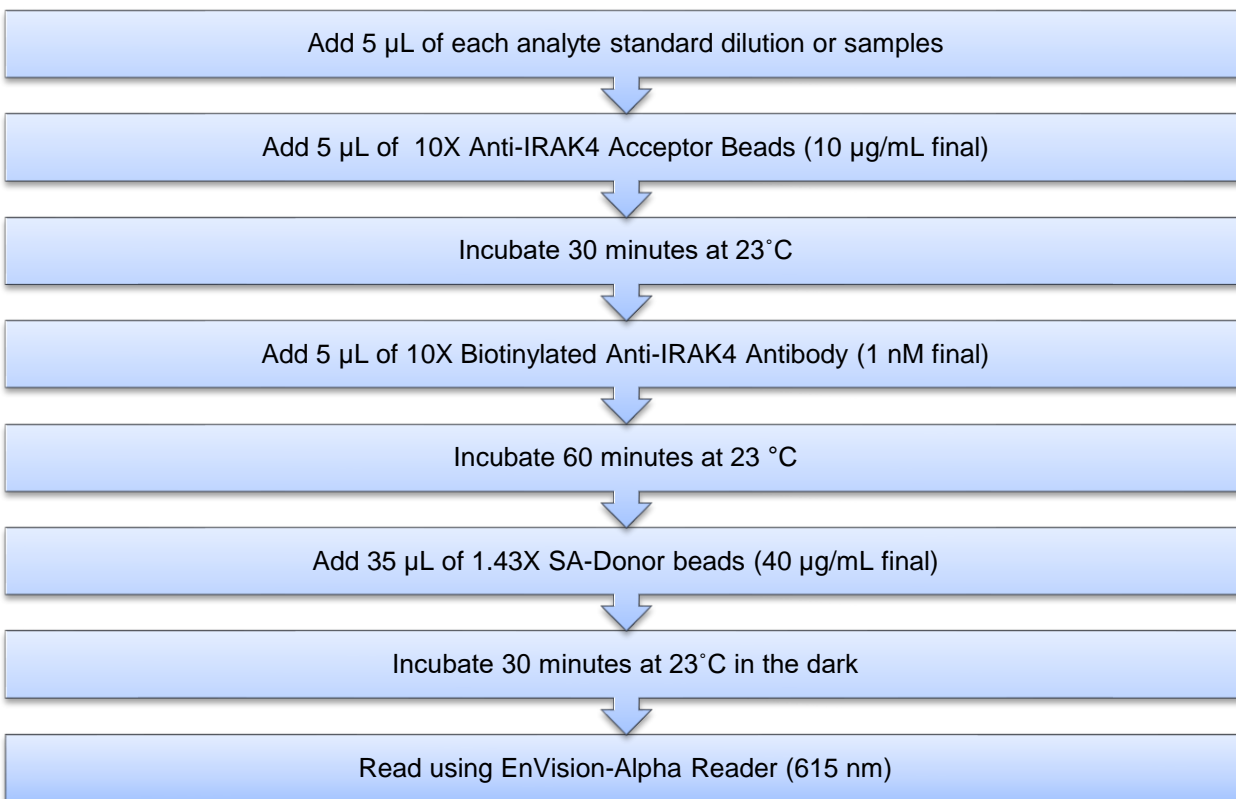 Add 5 µL of each analyte standard dilution or samples
Add 5 µL of  10X Anti-IRAK4 Acceptor Beads (10 µg/mL final)
Incubate 30 minutes at 23˚C
Add 5 µL of 10X Biotinylated Anti-IRAK4 Antibody (1 nM final)
Incubate 60 minutes at 23 °C
Add 35 µL of 1.43X SA-Donor beads (40 µg/mL final)
Incubate 30 minutes at 23˚C in the dark
Read using EnVision-Alpha Reader (615 nm)